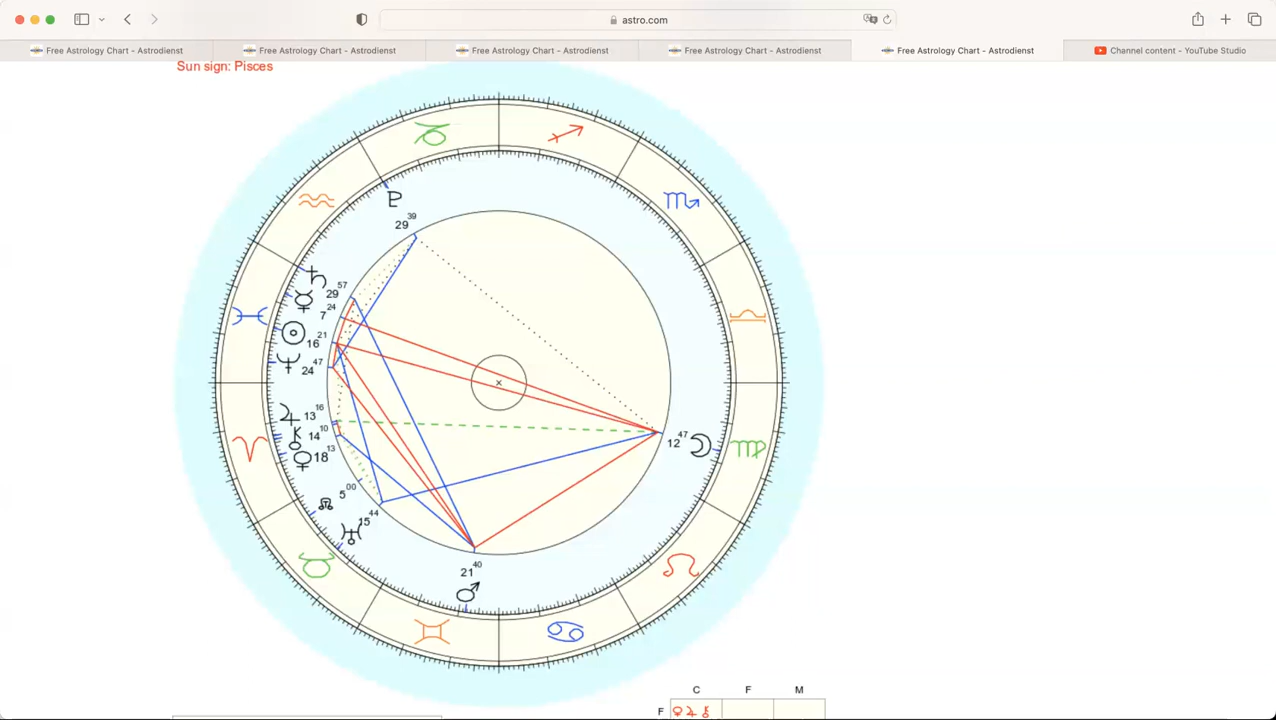 astro.com
Free Astrology Chart - Astrodienst
Free Astrology Chart - Astrodienst
Free Astrology Chart - Astrodienst
Free Astrology Chart - Astrodienst
Free Astrology Chart - Astrodienst
Channel content - YouTube Studio
Sun sign: Pisces
♑ ♐
♒ ♏
♇
29 39
♄
29 57
☿
7 24
♓ ♎
☉
16 21
♆
24 47
♃ 13 16
⚷ 14 10
♀ 18 13
12 47 ☽
♈ ♍
☊ 5 00
♅ 15 44
♉ ♌
21 40
♂
♊ ♋
C F M
F ♀ ♃ ⚷